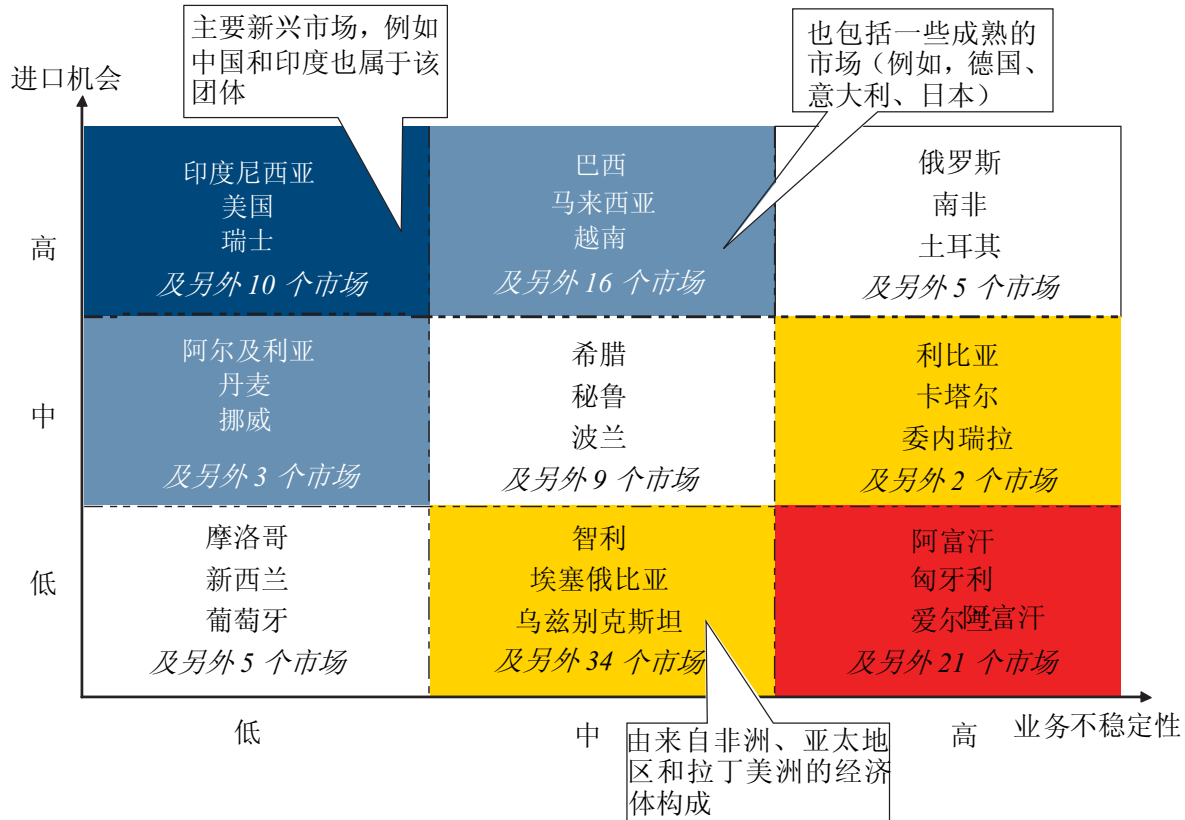 主要新兴市场，例如
中国和印度也属于该
团体
也包括一些成熟的
市场（例如，德国、
意大利、日本）
进口机会
高
印度尼西亚
美国
瑞士
及另外 10 个市场
巴西
马来西亚
越南
及另外 16 个市场
俄罗斯
南非
土耳其
及另外 5 个市场
中
阿尔及利亚
丹麦
挪威
及另外 3 个市场
希腊
秘鲁
波兰
及另外 9 个市场
利比亚
卡塔尔
委内瑞拉
及另外 2 个市场
低
摩洛哥
新西兰
葡萄牙
及另外 5 个市场
智利
埃塞俄比亚
乌兹别克斯坦
及另外 34 个市场
阿富汗
匈牙利
爱尔兰
阿富汗
及另外 21 个市场
低
中
高
业务不稳定性
由来自非洲、亚太地
区和拉丁美洲的经济
体构成